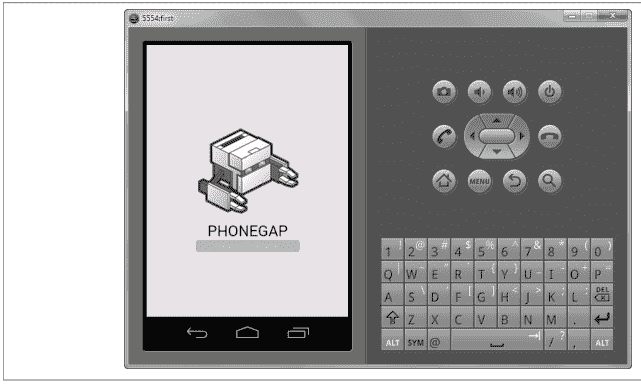 5554:first
PHONEGAP
MENU
1 ! 2 @ 3 # 4 $ 5 % 6 ^ 7 & 8 * 9 ( 0 )
Q W E R T { Y } U _ I - O + P =
A S \ D F [ G ] H < J > K ; L : DEL
Z X C V B N M .
ALT SYM @ / ? , ALT